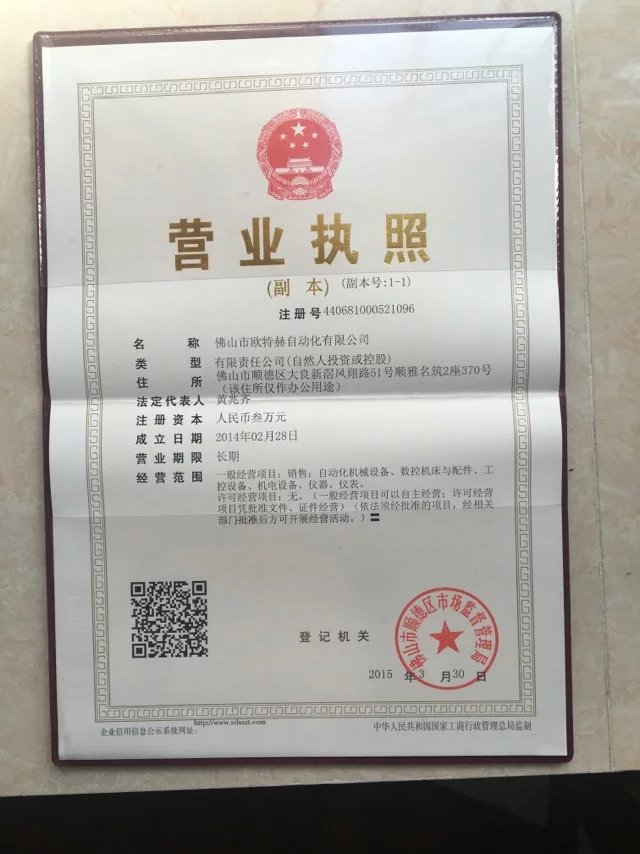 营业执照
(副 本) (副本号:1-1)
注册号440681000521096
名 称 佛山市欧特赫自动化有限公司
类 型 有限责任公司(自然人投资或控股)
住 所 佛山市顺德区大良新滘凤翔路51号顺雅名筑2座370号
(该住所仅作办公用途)
法定代表人 黄兆齐
注册资本 人民币叁万元
成立日期 2014年02月28日
营业期限 长期
经营范围 一般经营项目：销售：自动化机械设备、数控机床与配件、工
控设备、机电设备、仪器、仪表。
许可经营项目：无。（一般经营项目可以自主经营；许可经营
项目凭批准文件、证件经营）（依法须经批准的项目，经相关
部门批准后方可开展经营活动。）〓
佛山市顺德区市场监督管理局
登记机关
2015 年 3 月 30 日
http://www.sdsszt.com
企业信用信息公示系统网址：
中华人民共和国国家工商行政管理总局监制